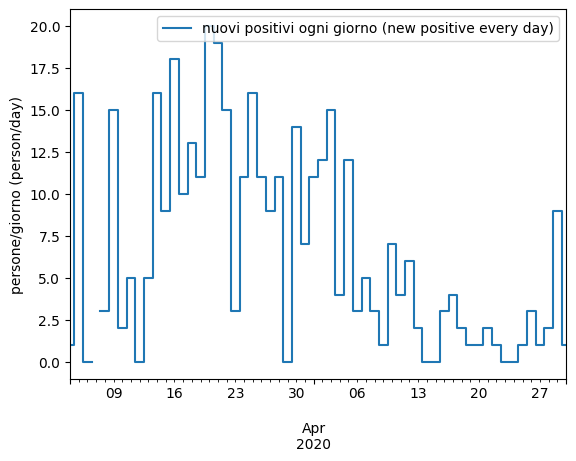 nuovi positivi ogni giorno (new positive every day)
persone/giorno (person/day)
20.0
17.5
15.0
12.5
10.0
7.5
5.0
2.5
0.0
09 16 23 30 06 13 20 27
Apr
2020